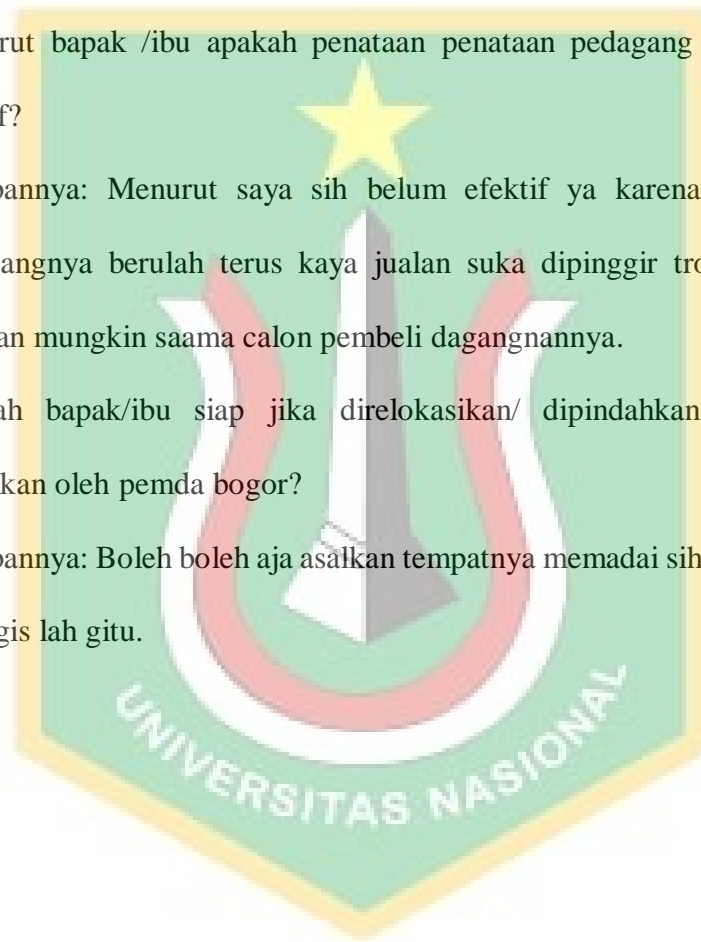 rut bapak /ibu apakah penataan penataan pedagang
f?
pannya: Menurut saya sih belum efektif ya karena
angnya berulah terus kaya jualan suka dipinggir tro
an mungkin saama calon pembeli dagangnannya.
ah bapak/ibu siap jika direlokasikan/ dipindahkan
kan oleh pemda bogor?
pannya: Boleh boleh aja asalkan tempatnya memadai sih
gis lah gitu.
UNIVERSITAS NASIONAL